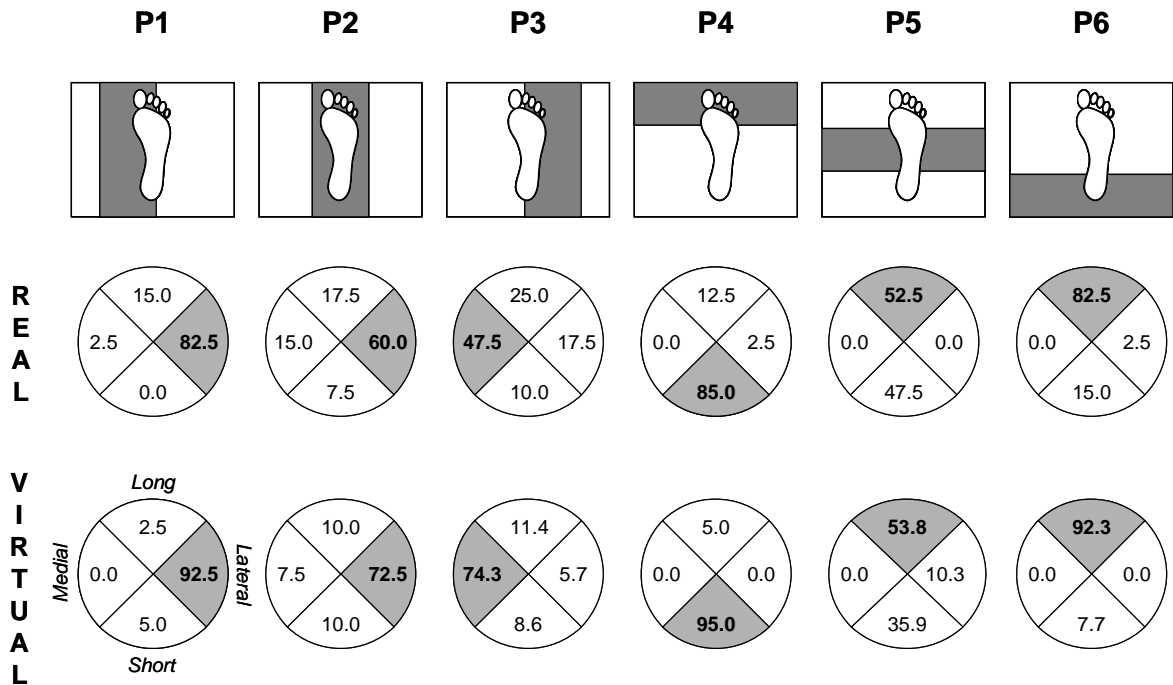 P1 P2 P3 P4 P5 P6
REAL
15.0 17.5 25.0 12.5 52.5 82.5
2.5 82.5 15.0 60.0 47.5 17.5 0.0 2.5 0.0 0.0 0.0 2.5
0.0 7.5 10.0 85.0 47.5 15.0
VIRTUAL
Long
2.5 10.0 11.4 5.0 53.8 92.3
Medial 0.0 92.5 Lateral 7.5 72.5 74.3 5.7 0.0 0.0 0.0 10.3 0.0 0.0
5.0 10.0 8.6 95.0 35.9 7.7
Short